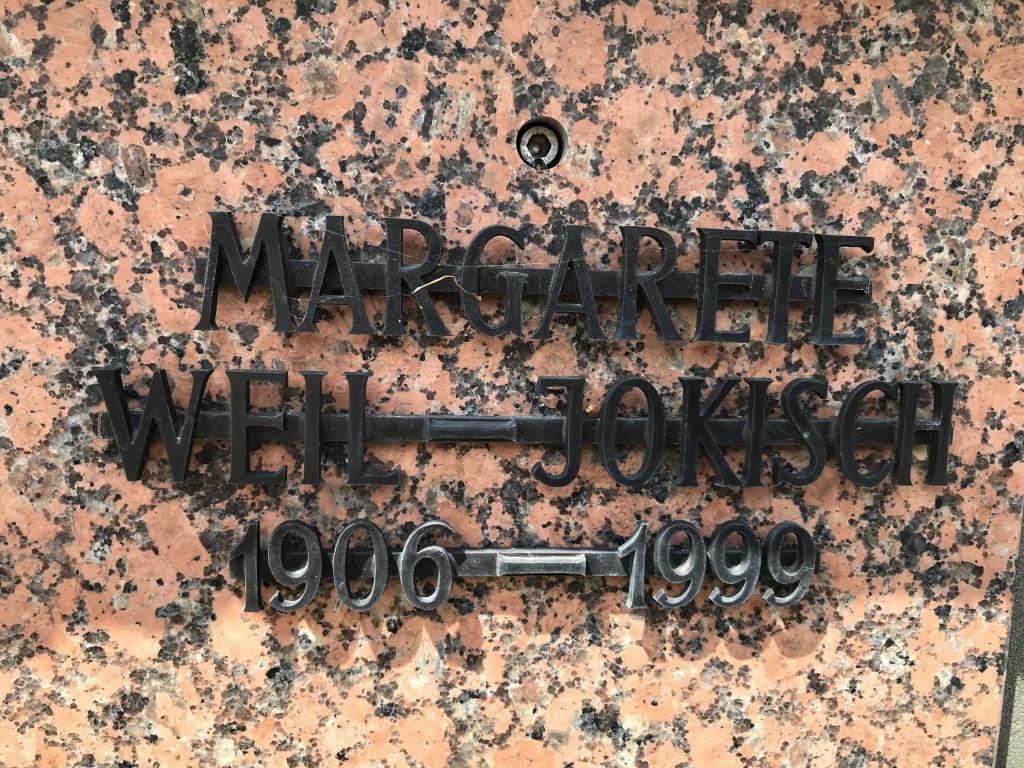 MARGARETE
WEIL - JOKISCH
1906 - 1999